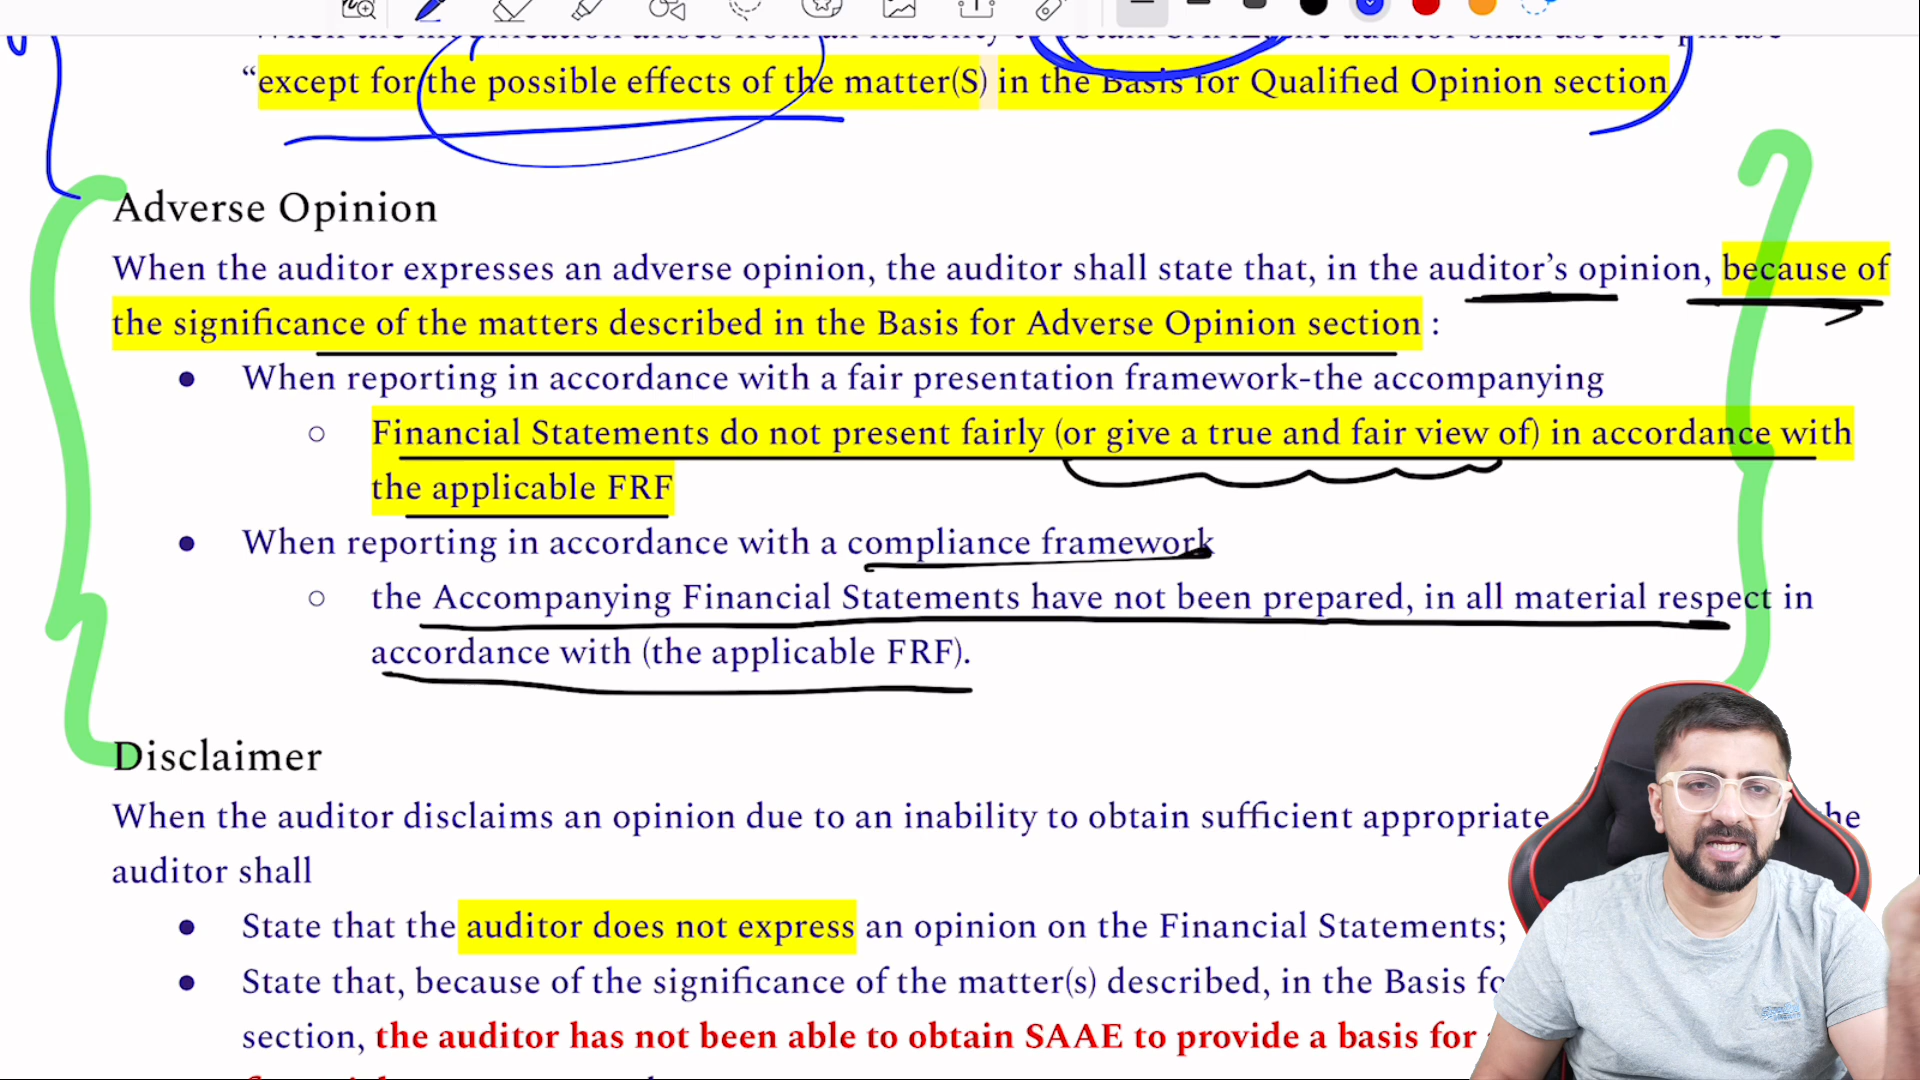 “except for the possible effects of the matter(S) in the Basis for Qualified Opinion section
Adverse Opinion
When the auditor expresses an adverse opinion, the auditor shall state that, in the auditor’s opinion, because of
the significance of the matters described in the Basis for Adverse Opinion section :
● When reporting in accordance with a fair presentation framework-the accompanying
○ Financial Statements do not present fairly (or give a true and fair view of) in accordance with
the applicable FRF
● When reporting in accordance with a compliance framework
○ the Accompanying Financial Statements have not been prepared, in all material respect in
accordance with (the applicable FRF).
Disclaimer
When the auditor disclaims an opinion due to an inability to obtain sufficient appropriate
auditor shall
● State that the auditor does not express an opinion on the Financial Statements;
● State that, because of the significance of the matter(s) described, in the Basis
section, the auditor has not been able to obtain SAAE to provide a basis for